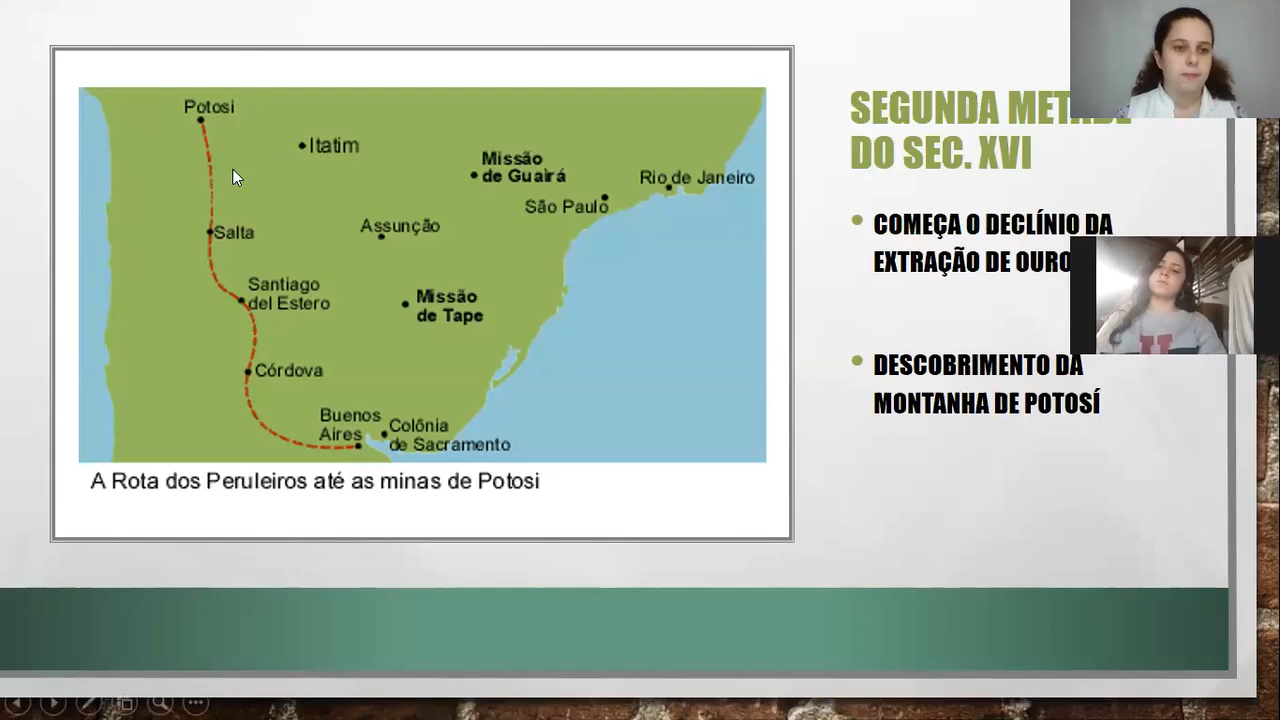 Potosi
Itatim
Missão
de Guairá
Rio de Janeiro
São Paulo
Salta
Assunção
Santiago
del Estero
Missão
de Tape
Córdova
Buenos
Aires
Colônia
de Sacramento
A Rota dos Peruleiros até as minas de Potosi
SEGUNDA METADE
DO SEC. XVI
COMEÇA O DECLÍNIO DA
EXTRAÇÃO DE OURO
DESCOBRIMENTO DA
MONTANHA DE POTOSÍ